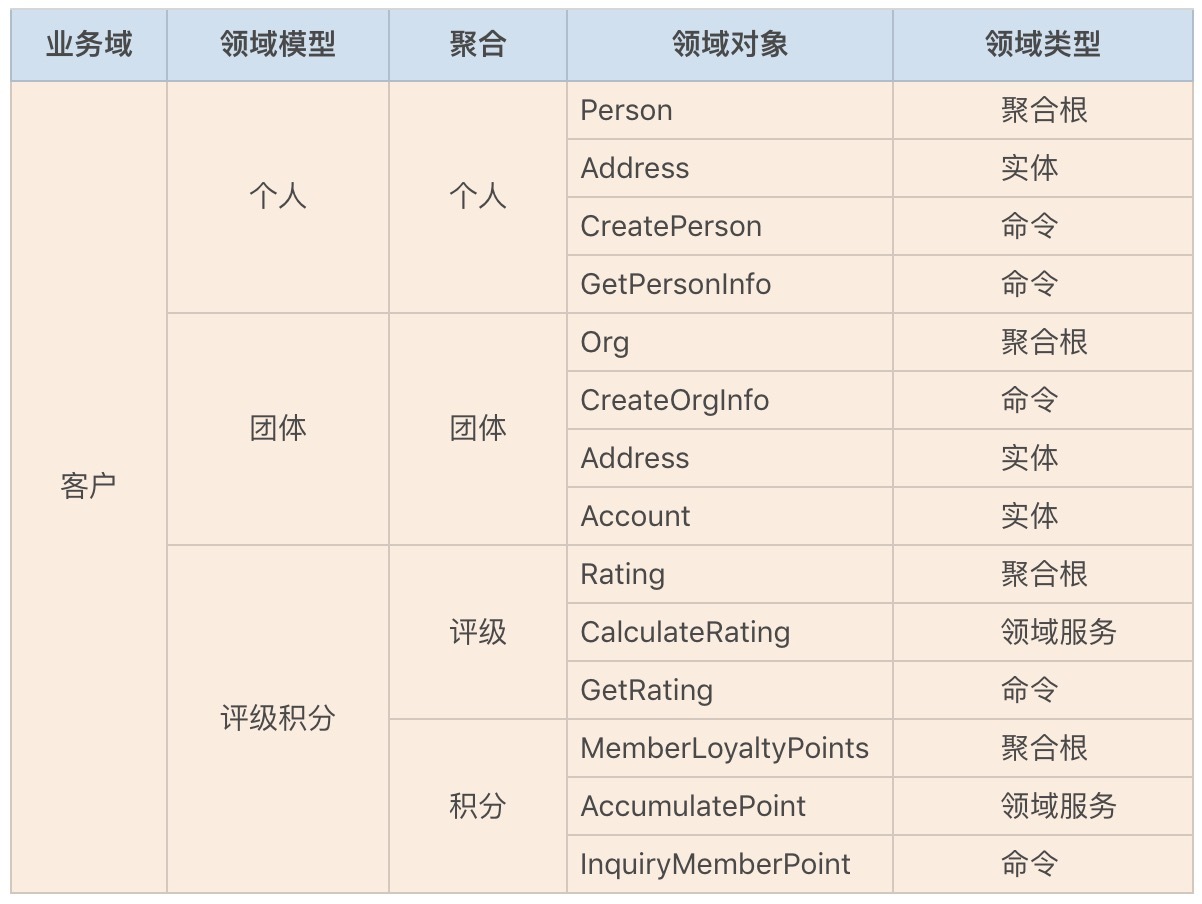 业务域 领域模型 聚合 领域对象 领域类型
客户 个人 个人 Person 聚合根
Address 实体
CreatePerson 命令
GetPersonInfo 命令
团体 团体 Org 聚合根
CreateOrgInfo 命令
Address 实体
Account 实体
评级积分 评级 Rating 聚合根
CalculateRating 领域服务
GetRating 命令
积分 MemberLoyaltyPoints 聚合根
AccumulatePoint 领域服务
InquiryMemberPoint 命令